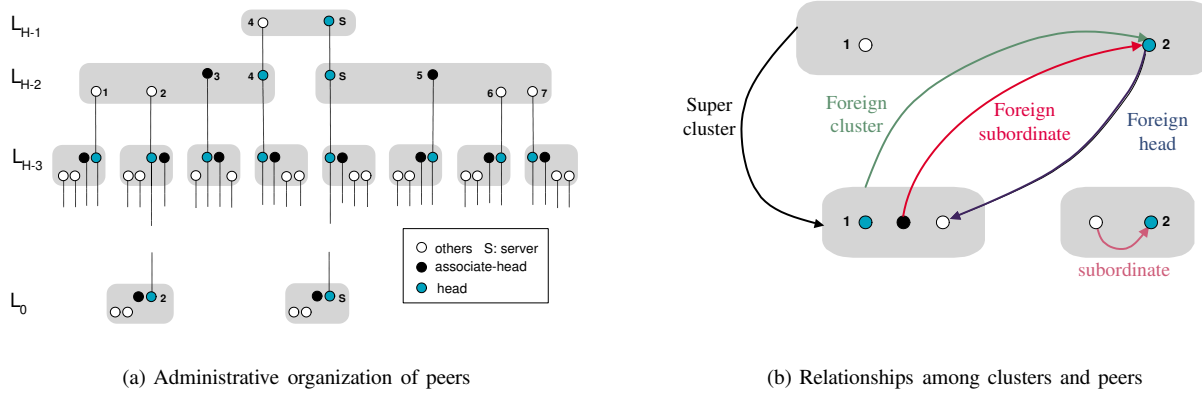 L_{H-1}
4
S
L_{H-2}
1
2
3
4
S
5
6
7
L_{H-3}
others S: server
associate-head
head
L_0
2
S
(a) Administrative organization of peers
1
2
Super
cluster
Foreign
cluster
Foreign
subordinate
Foreign
head
1
2
subordinate
(b) Relationships among clusters and peers